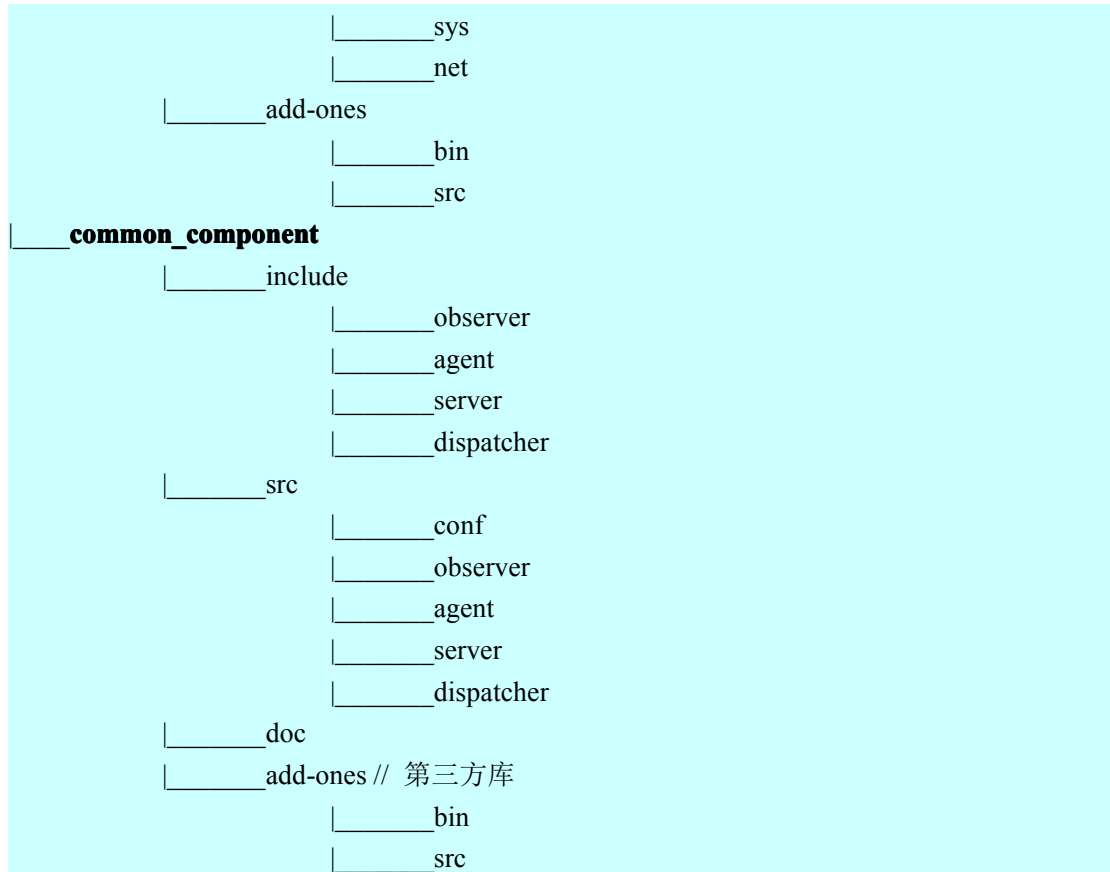 |_______sys
|_______net
|_______add-ones
|_______bin
|_______src
|____common_component
|_______include
|_______observer
|_______agent
|_______server
|_______dispatcher
|_______src
|_______conf
|_______observer
|_______agent
|_______server
|_______dispatcher
|_______doc
|_______add-ones // 第三方库
|_______bin
|_______src